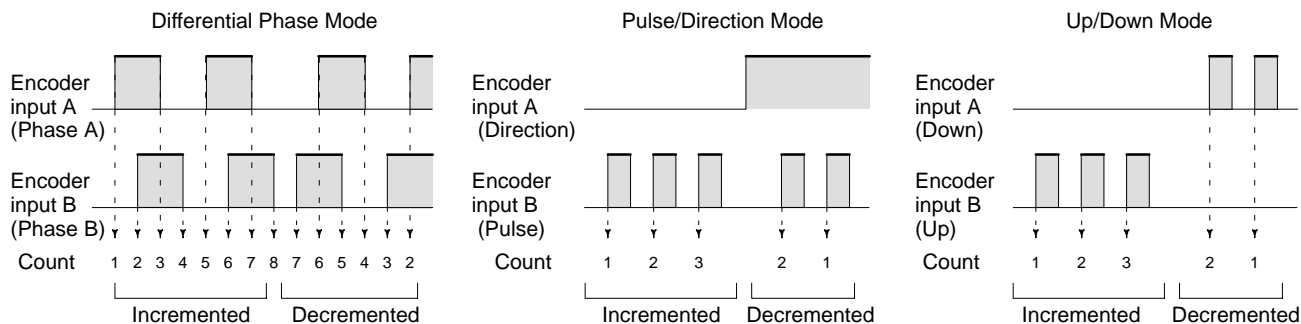 Differential Phase Mode
Encoder
input A
(Phase A)
Encoder
input B
(Phase B)
Count 1 2 3 4 5 6 7 8 7 6 5 4 3 2
Incremented Decremented
Pulse/Direction Mode
Encoder
input A
(Direction)
Encoder
input B
(Pulse)
Count 1 2 3 2 1
Incremented Decremented
Up/Down Mode
Encoder
input A
(Down)
Encoder
input B
(Up)
Count 1 2 3 2 1
Incremented Decremented